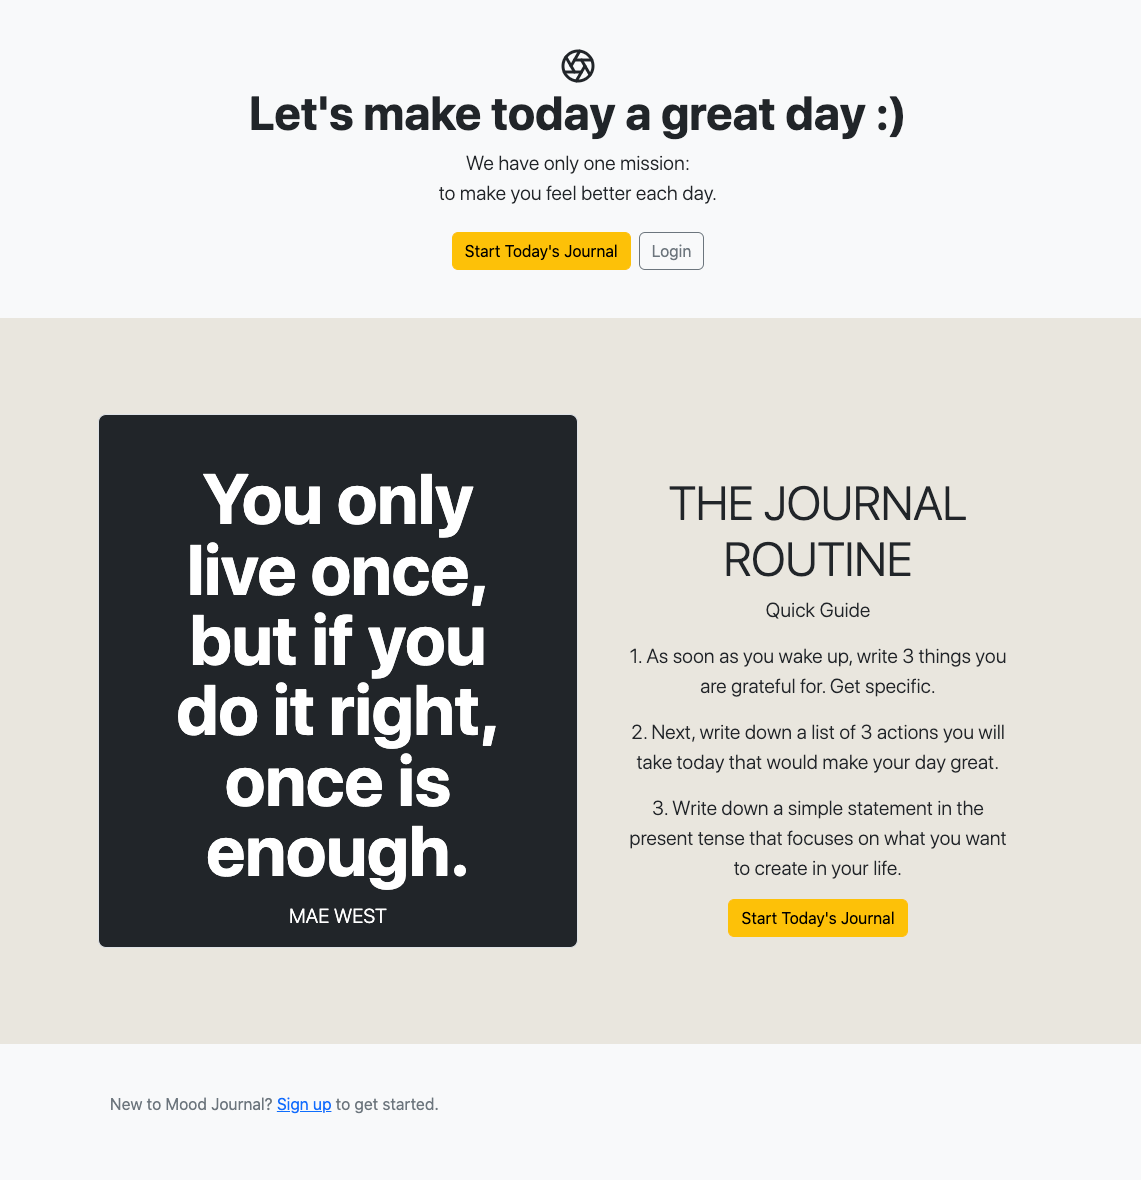 Let's make today a great day :)
We have only one mission:
to make you feel better each day.
Start Today's Journal
Login
You only
live once,
but if you
do it right,
once is
enough.
MAE WEST
THE JOURNAL
ROUTINE
Quick Guide
1. As soon as you wake up, write 3 things you
are grateful for. Get specific.
2. Next, write down a list of 3 actions you will
take today that would make your day great.
3. Write down a simple statement in the
present tense that focuses on what you want
to create in your life.
Start Today's Journal
New to Mood Journal? Sign up to get started.